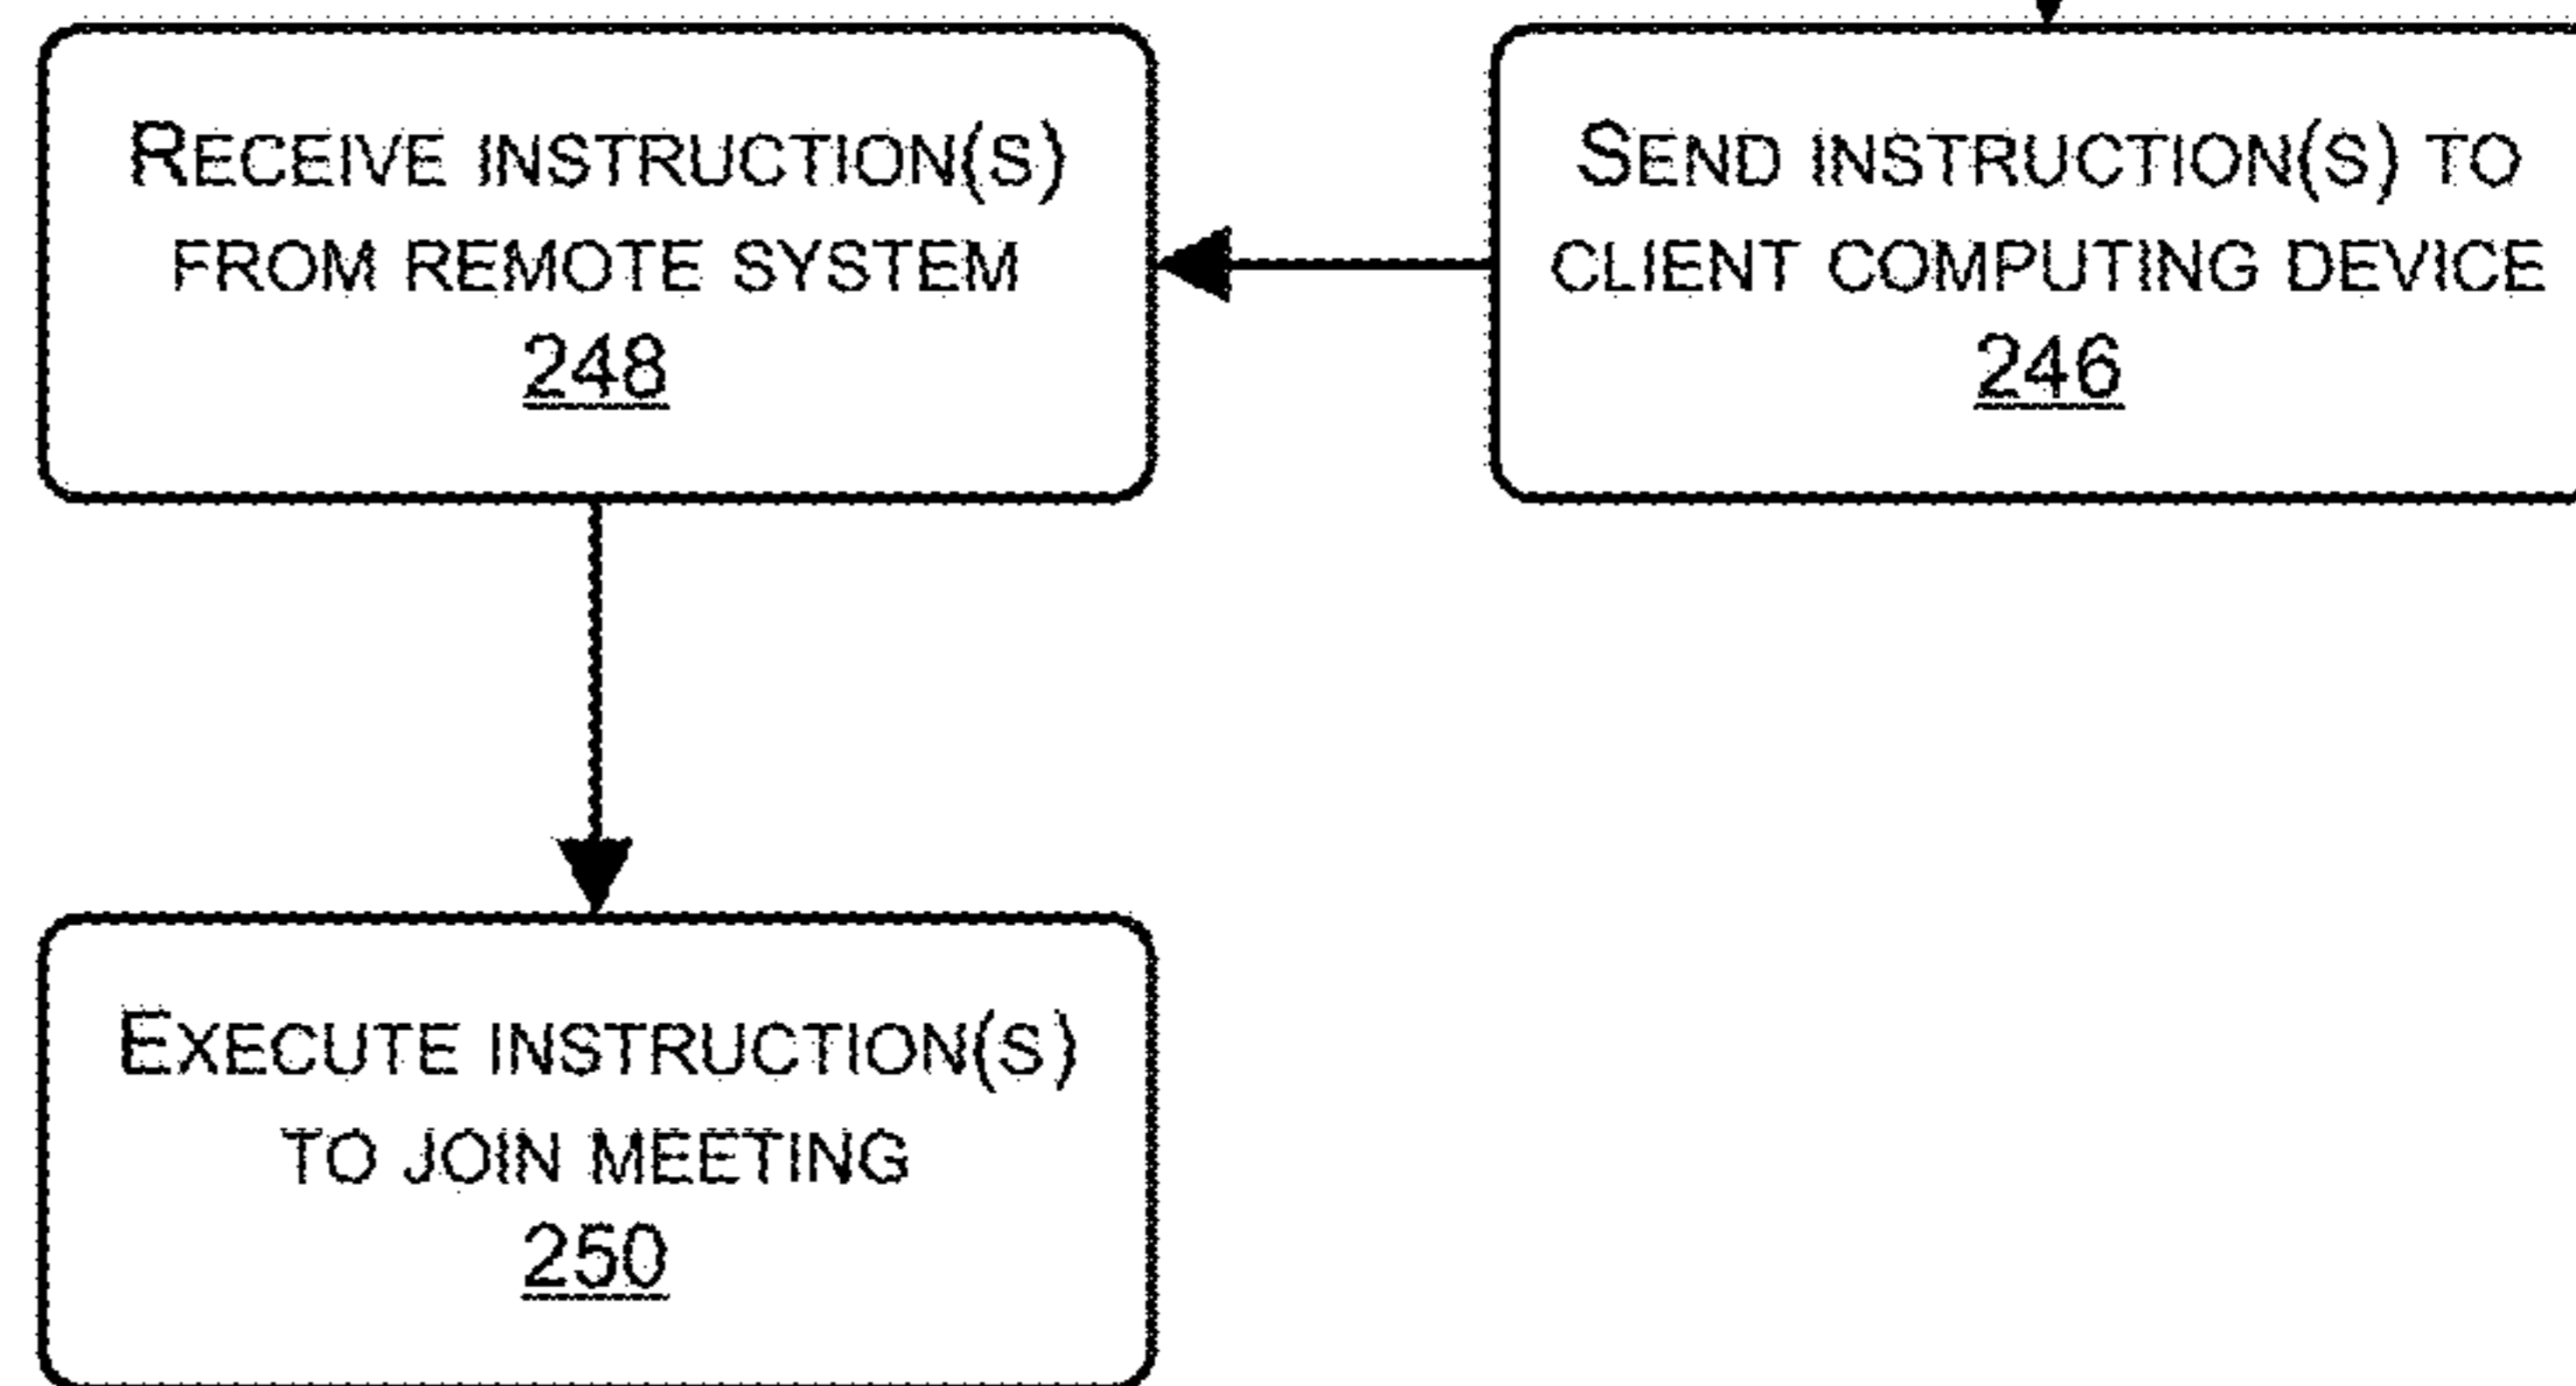 RECEIVE INSTRUCTION(S)
FROM REMOTE SYSTEM
248
SEND INSTRUCTION(S) TO
CLIENT COMPUTING DEVICE
246
EXECUTE INSTRUCTION(S)
TO JOIN MEETING
250